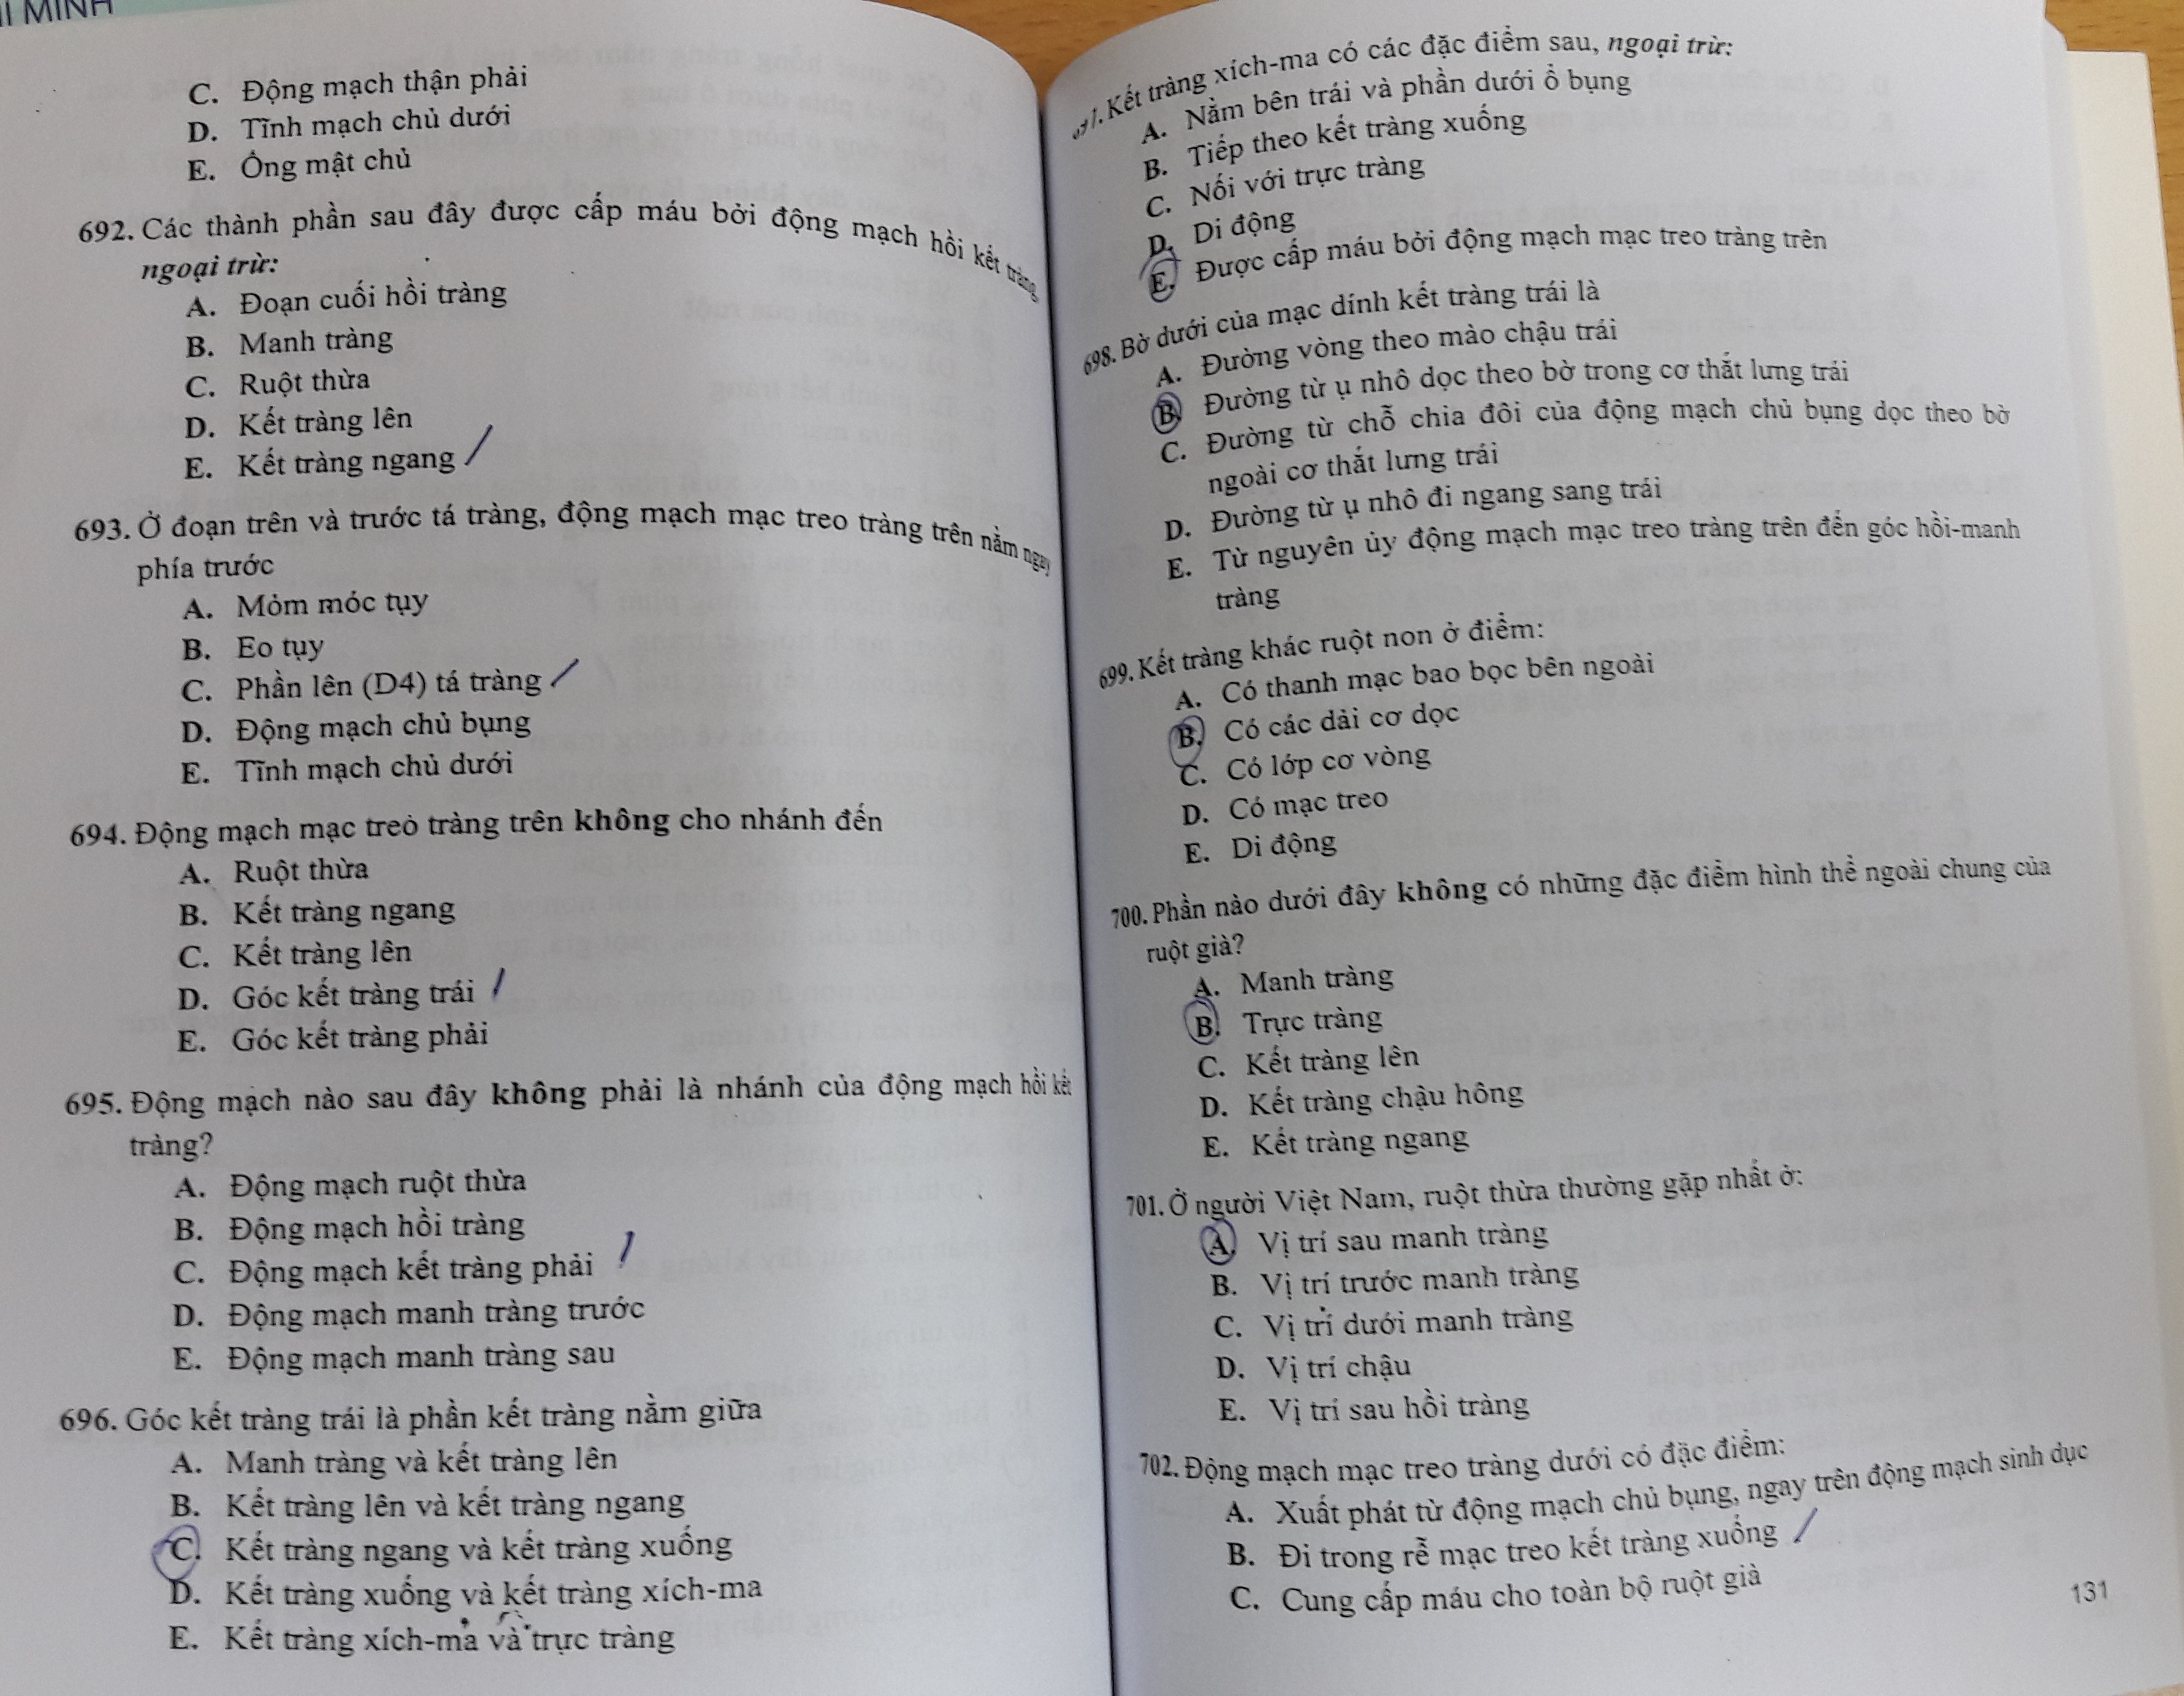 MINH
C. Động mạch thận phải
D. Tĩnh mạch chủ dưới
E. Ống mật chủ
692. Các thành phần sau đây được cấp máu bởi động mạch hồi kết tràng,
ngoại trừ:
A. Đoạn cuối hồi tràng
B. Manh tràng
C. Ruột thừa
D. Kết tràng lên
E. Kết tràng ngang
693. Ở đoạn trên và trước tá tràng, động mạch mạc treo tràng trên nằm ngay
phía trước
A. Mỏm móc tụy
B. Eo tụy
C. Phần lên (D4) tá tràng
D. Động mạch chủ bụng
E. Tĩnh mạch chủ dưới
694. Động mạch mạc treo tràng trên không cho nhánh đến
A. Ruột thừa
B. Kết tràng ngang
C. Kết tràng lên
D. Góc kết tràng trái
E. Góc kết tràng phải
695. Động mạch nào sau đây không phải là nhánh của động mạch hồi kết
tràng?
A. Động mạch ruột thừa
B. Động mạch hồi tràng
C. Động mạch kết tràng phải
D. Động mạch manh tràng trước
E. Động mạch manh tràng sau
696. Góc kết tràng trái là phần kết tràng nằm giữa
A. Manh tràng và kết tràng lên
B. Kết tràng lên và kết tràng ngang
C. Kết tràng ngang và kết tràng xuống
D. Kết tràng xuống và kết tràng xích-ma
E. Kết tràng xích-ma và trực tràng
Kết tràng xích-ma có các đặc điểm sau, ngoại trừ:
A. Nằm bên trái và phần dưới ổ bụng
B. Tiếp theo kết tràng xuống
C. Nối với trực tràng
D. Di động
E. Được cấp máu bởi động mạch mạc treo tràng trên
698. Bờ dưới của mạc dính kết tràng trái là
A. Đường vòng theo mào chậu trái
B. Đường từ ụ nhô dọc theo bờ trong cơ thắt lưng trái
C. Đường từ chỗ chia đôi của động mạch chủ bụng dọc theo bờ
ngoài cơ thắt lưng trái
D. Đường từ ụ nhô đi ngang sang trái
E. Từ nguyên ủy động mạch mạc treo tràng trên đến góc hồi-manh
tràng
699. Kết tràng khác ruột non ở điểm:
A. Có thanh mạc bao bọc bên ngoài
B. Có các dải cơ dọc
C. Có lớp cơ vòng
D. Có mạc treo
E. Di động
700. Phần nào dưới đây không có những đặc điểm hình thể ngoài chung của
ruột già?
A. Manh tràng
B. Trực tràng
C. Kết tràng lên
D. Kết tràng chậu hông
E. Kết tràng ngang
701. Ở người Việt Nam, ruột thừa thường gặp nhất ở:
A. Vị trí sau manh tràng
B. Vị trí trước manh tràng
C. Vị trí dưới manh tràng
D. Vị trí chậu
E. Vị trí sau hồi tràng
702. Động mạch mạc treo tràng dưới có đặc điểm:
A. Xuất phát từ động mạch chủ bụng, ngay trên động mạch sinh dục
B. Đi trong rễ mạc treo kết tràng xuống
C. Cung cấp máu cho toàn bộ ruột già
131